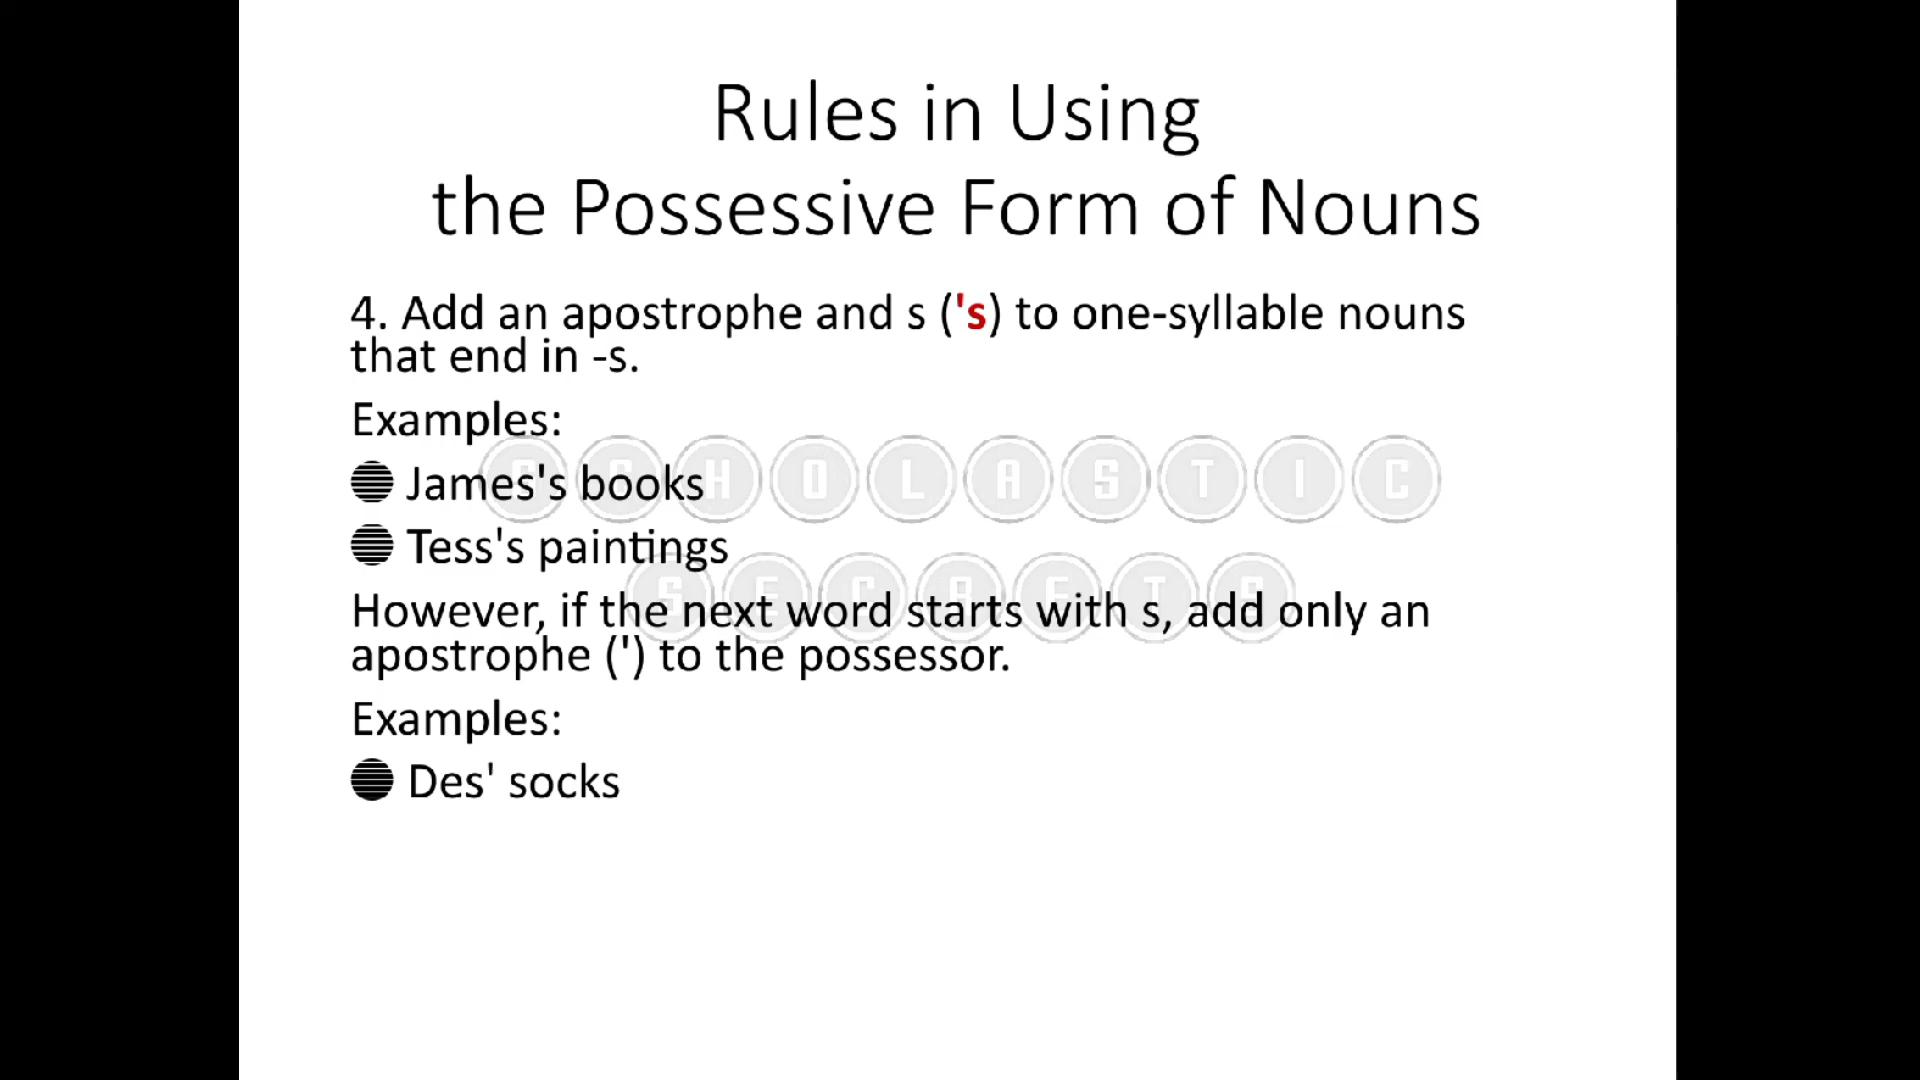 Rules in Using
the Possessive Form of Nouns
4. Add an apostrophe and s ('s) to one-syllable nouns
that end in -s.
Examples:
James's books
Tess's paintings
However, if the next word starts with s, add only an
apostrophe (') to the possessor.
Examples:
Des' socks
SCHOLASTIC
SECRETS